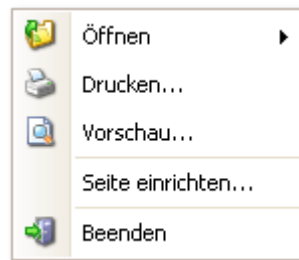 Öffnen
Drucken...
Vorschau...
Seite einrichten...
Beenden